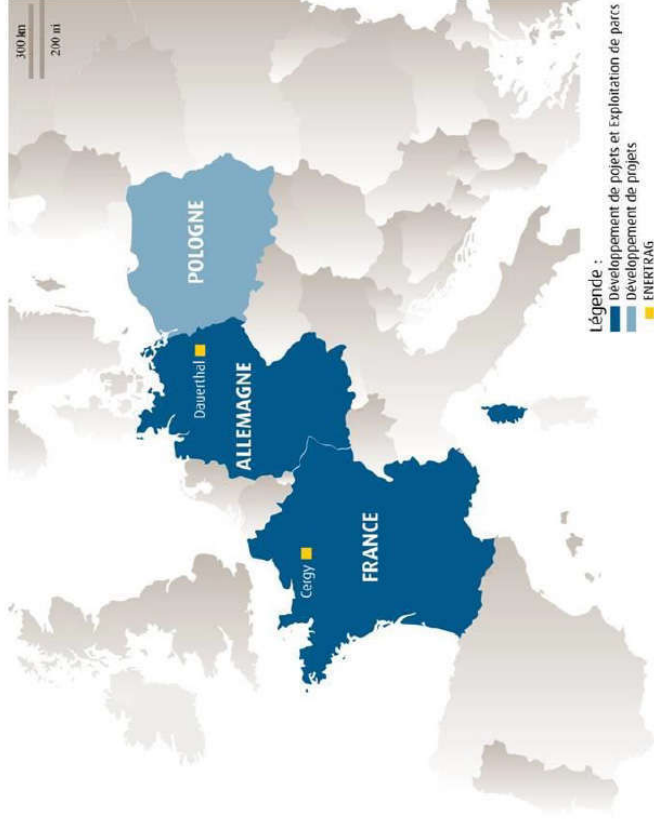 300 km
200 mi
POLOGNE
Dauerthal
ALLEMAGNE
Cergy
FRANCE
Légende :
Développement de pojets et Exploitation de parcs
Développement de projets
ENERTRAG